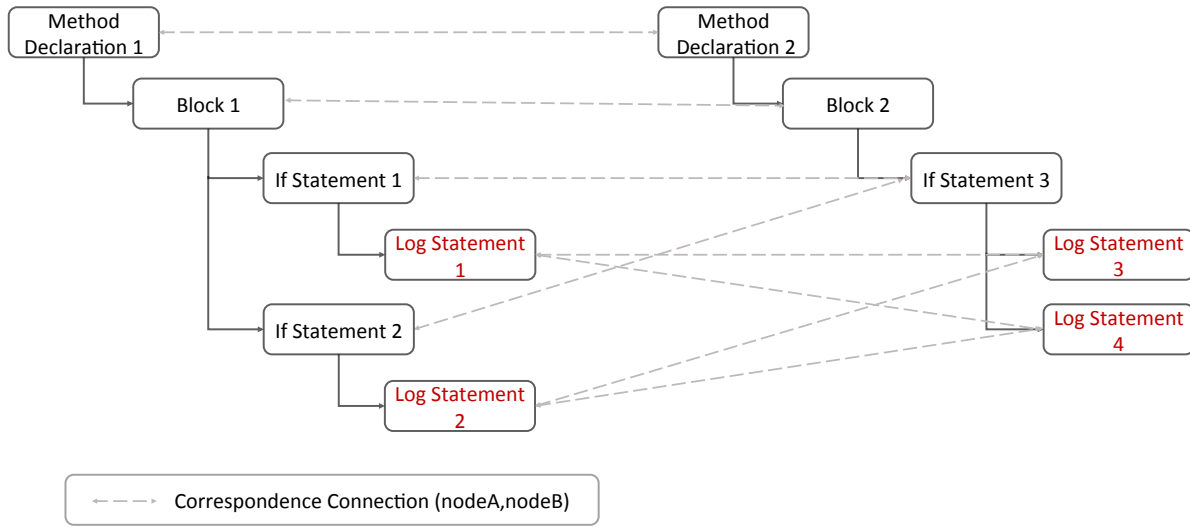 Method
Declaration 1
Method
Declaration 2
Block 1
Block 2
If Statement 1
If Statement 3
Log Statement
1
Log Statement
3
If Statement 2
Log Statement
4
Log Statement
2
Correspondence Connection (nodeA,nodeB)